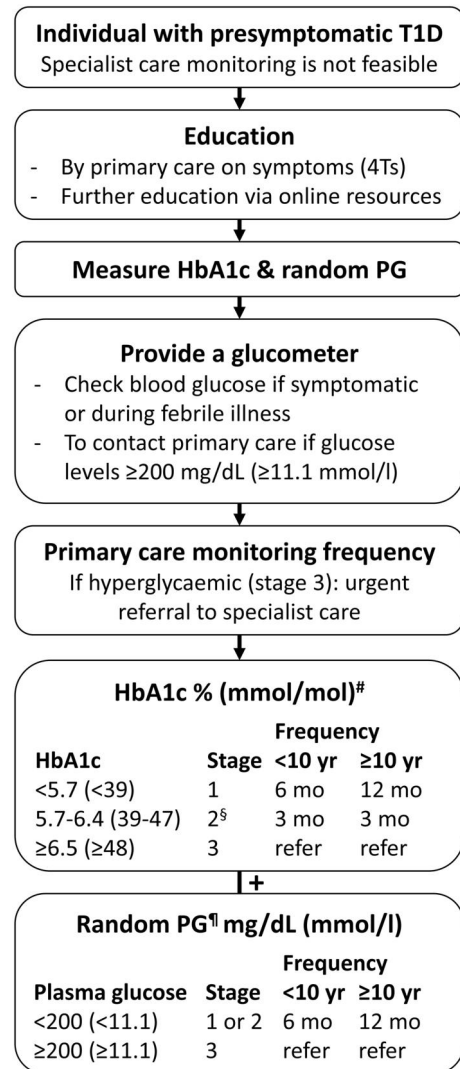 Individual with presymptomatic T1D
Specialist care monitoring is not feasible
Education
- By primary care on symptoms (4Ts)
- Further education via online resources
Measure HbA1c & random PG
Provide a glucometer
- Check blood glucose if symptomatic
or during febrile illness
- To contact primary care if glucose
levels ≥200 mg/dL (≥11.1 mmol/l)
Primary care monitoring frequency
If hyperglycaemic (stage 3): urgent
referral to specialist care
HbA1c % (mmol/mol)#
Frequency
HbA1c Stage <10 yr ≥10 yr
<5.7 (<39) 1 6 mo 12 mo
5.7-6.4 (39-47) 2§ 3 mo 3 mo
≥6.5 (≥48) 3 refer refer
+
Random PG¶ mg/dL (mmol/l)
Frequency
Plasma glucose Stage <10 yr ≥10 yr
<200 (<11.1) 1 or 2 6 mo 12 mo
≥200 (≥11.1) 3 refer refer